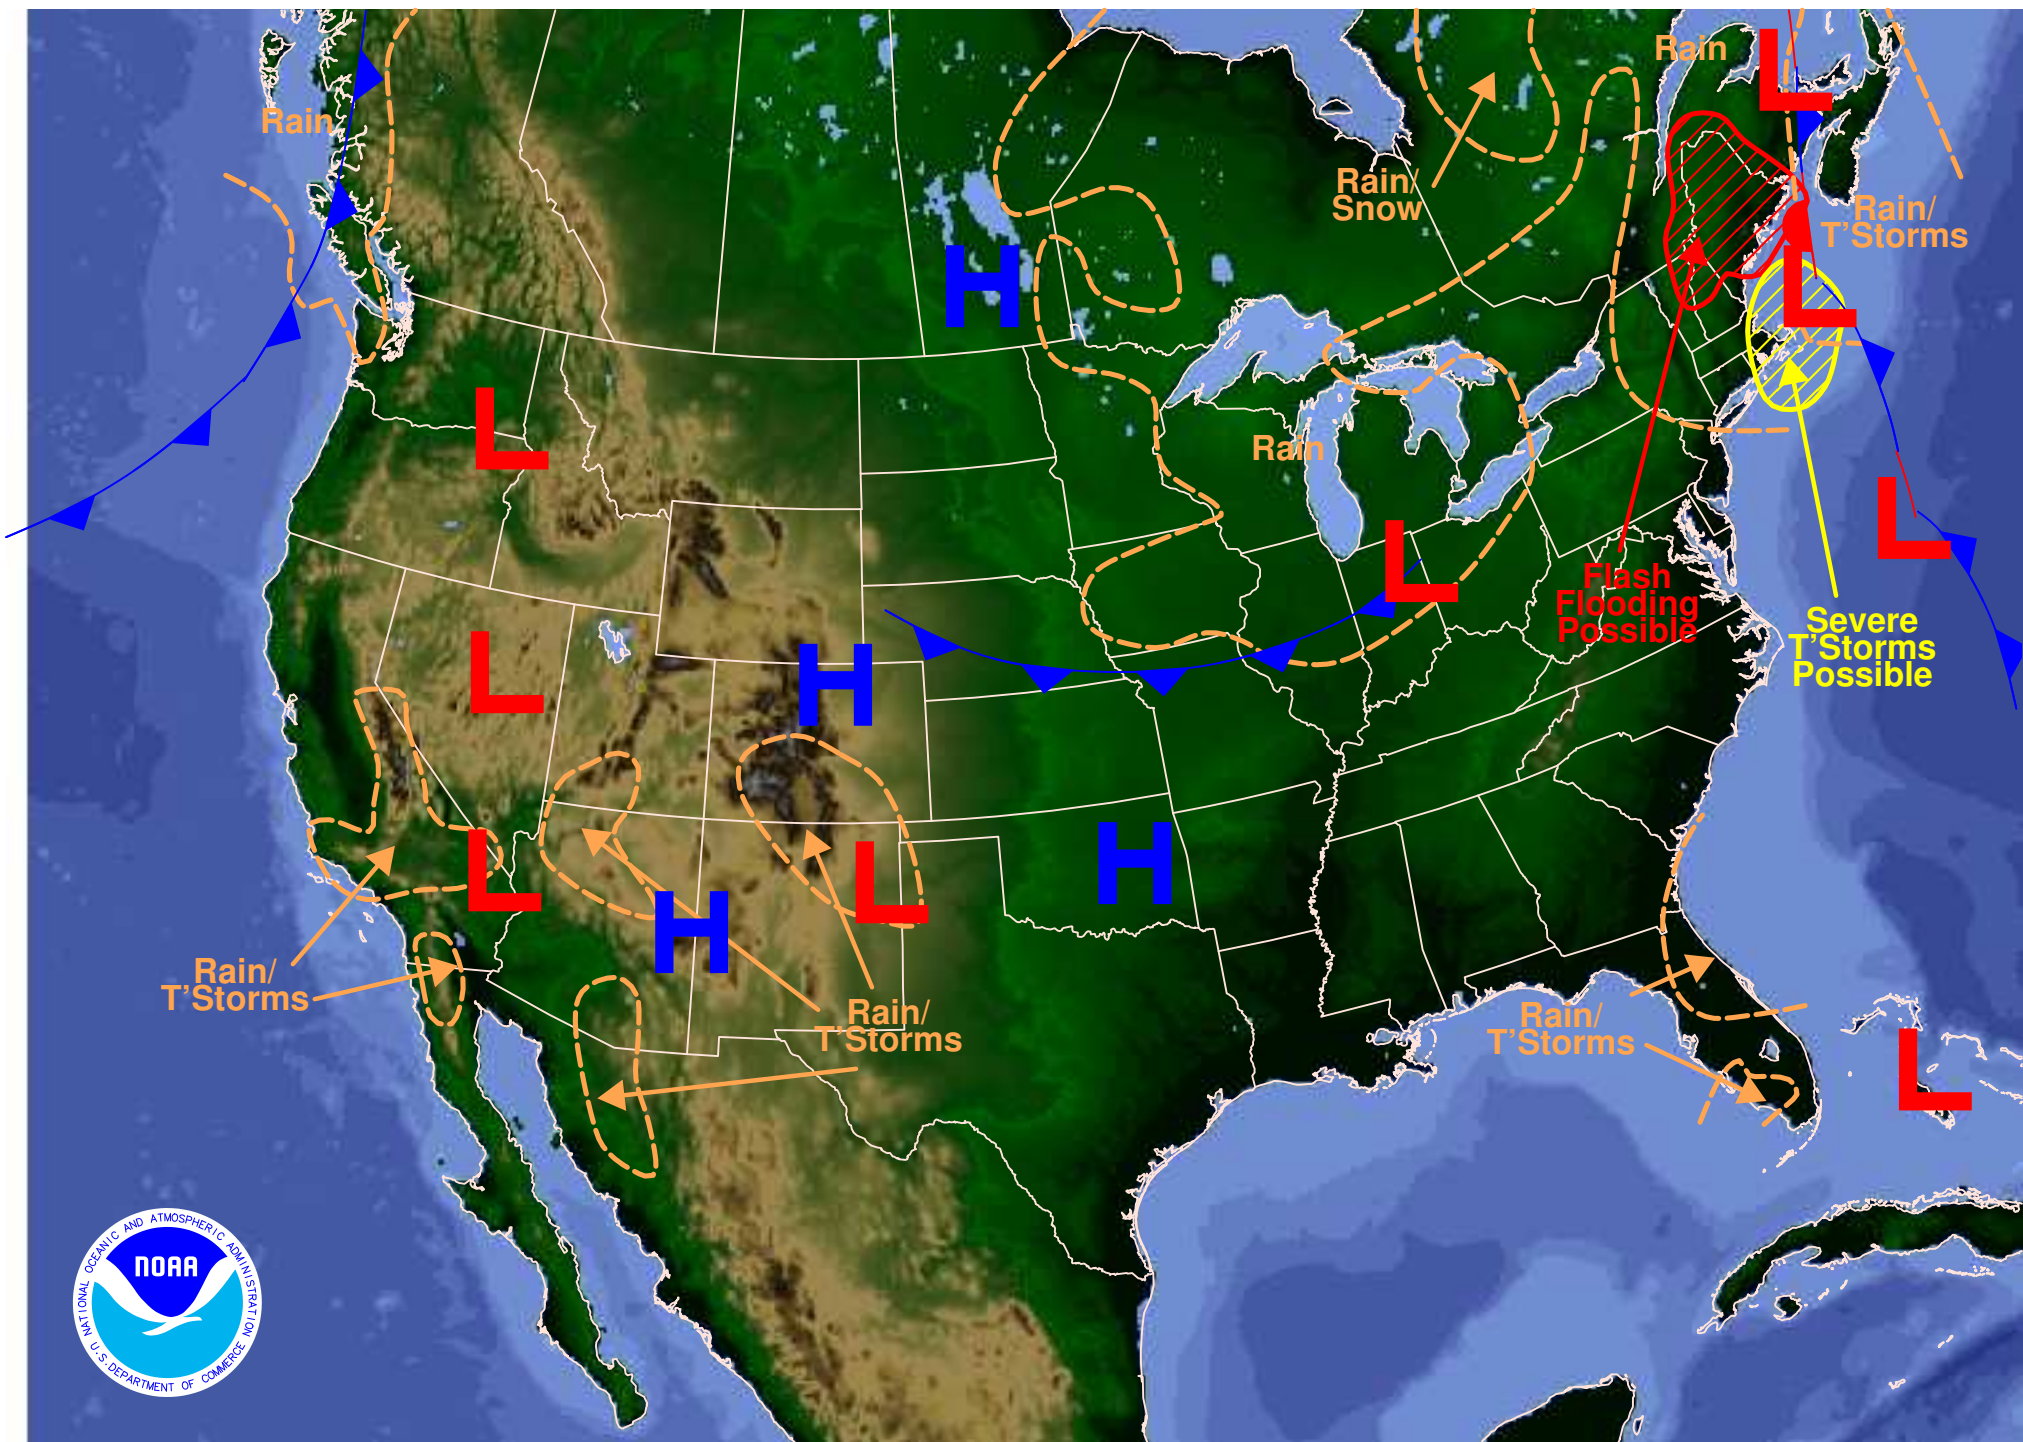 Rain
Rain
L
Rain/
Snow
Rain/
T'Storms
H
L
L
Rain
L
L
Flash
Flooding
Possible
Severe
T'Storms
Possible
L
H
H
L
L
H
Rain/
T'Storms
Rain/
T'Storms
Rain/
T'Storms
L
NATIONAL OCEANIC AND ATMOSPHERIC ADMINISTRATION
NOAA
U.S. DEPARTMENT OF COMMERCE